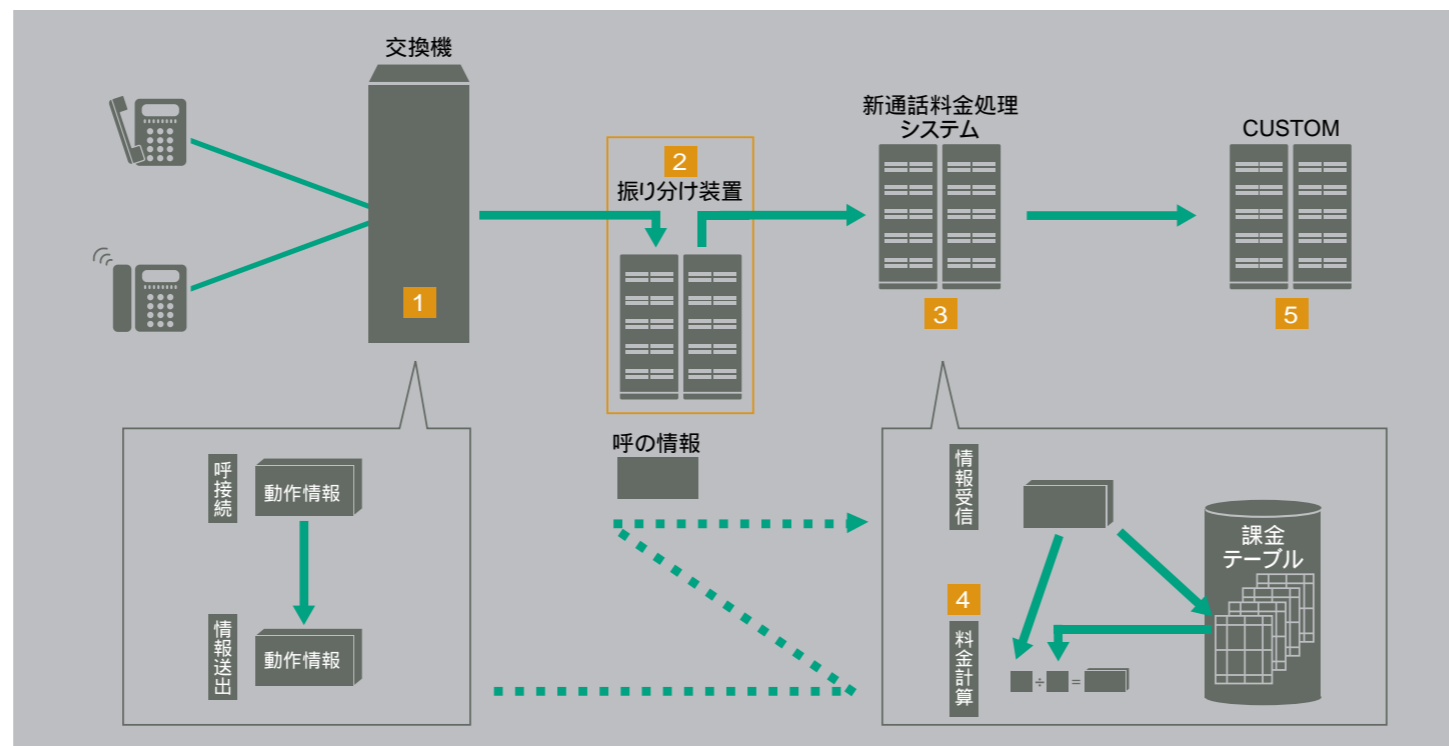 交換機
新通話料金処理
システム
CUSTOM
2
振り分け装置
1
3
5
呼の情報
呼接続
動作情報
情報送出
動作情報
情報受信
課金
テーブル
4
料金計算
÷ =